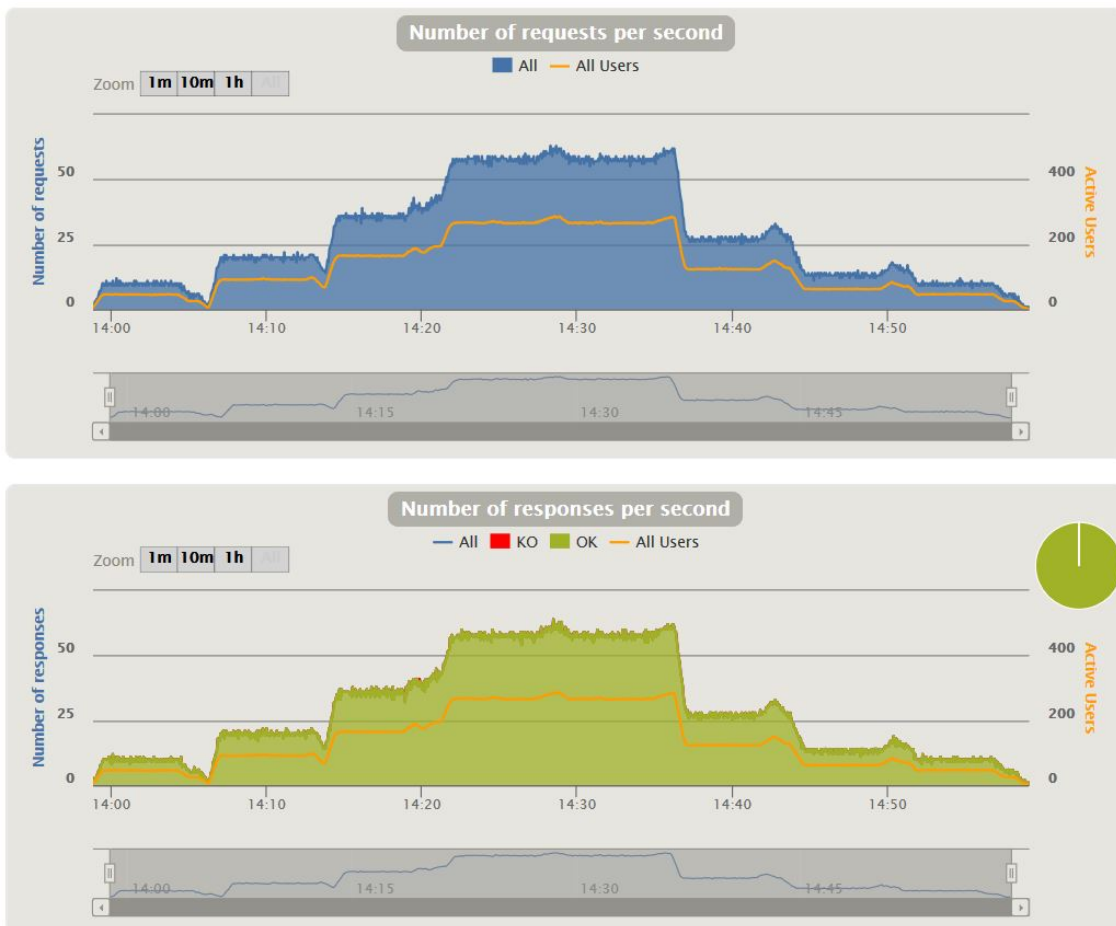 Number of requests per second
All All Users
Zoom 1m 10m 1h All
Number of requests
50
25
0
400
200
0
Active Users
14:00 14:10 14:20 14:30 14:40 14:50
14:00 14:15 14:30 14:45
Number of responses per second
All KO OK All Users
Zoom 1m 10m 1h All
Number of responses
50
25
0
400
200
0
Active Users
14:00 14:10 14:20 14:30 14:40 14:50
14:00 14:15 14:30 14:45